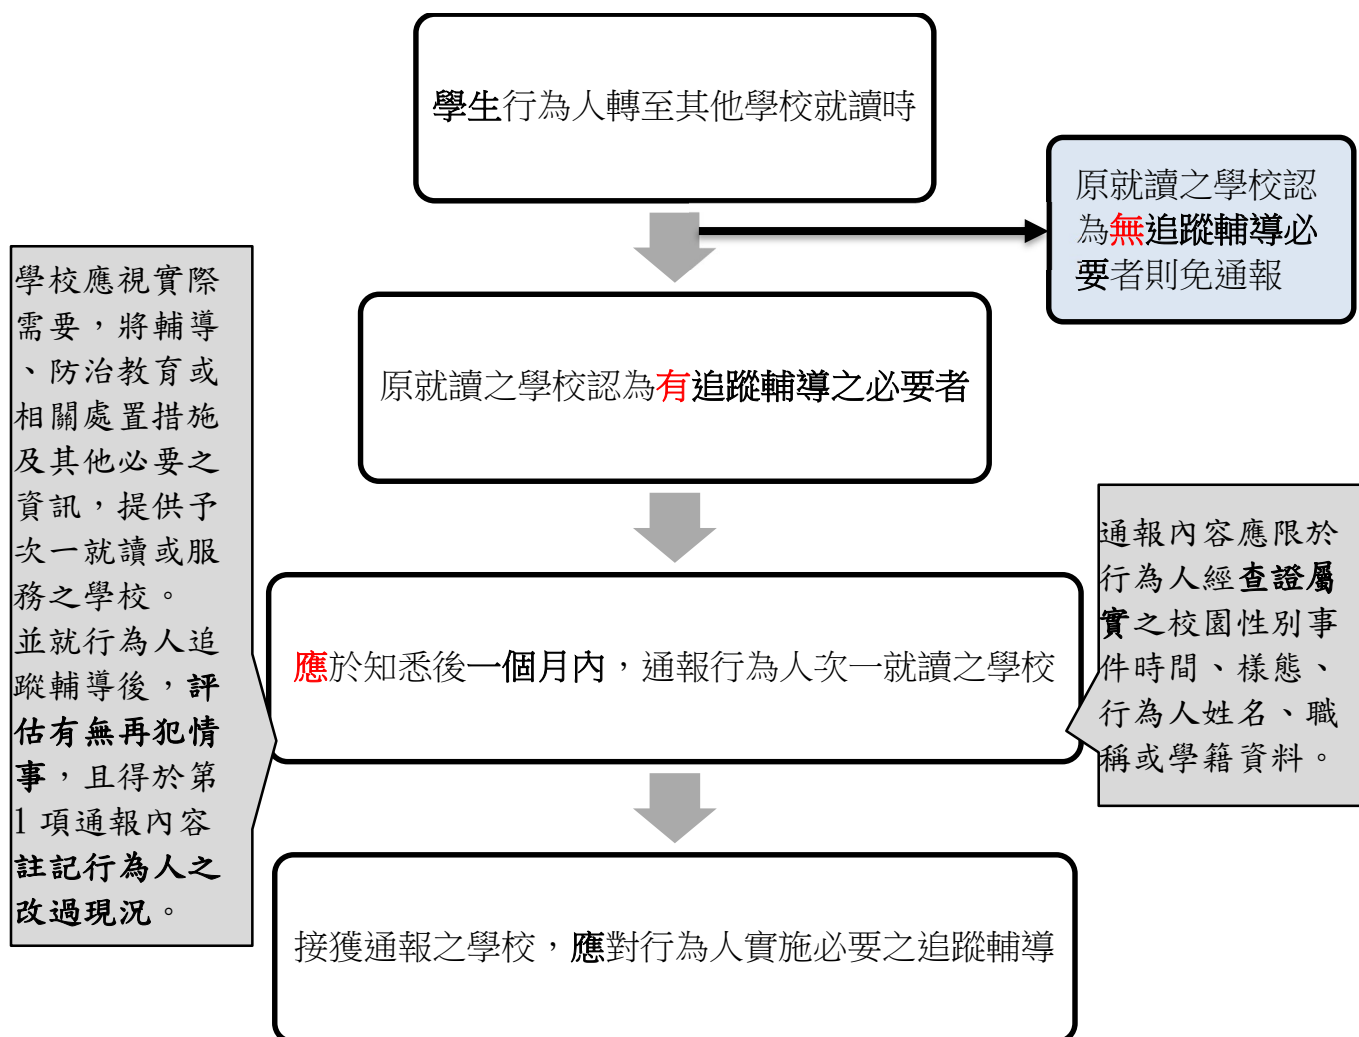 學生行為人轉至其他學校就讀時
原就讀之學校認
為無追蹤輔導必
要者則免通報
學校應視實際
需要，將輔導
、防治教育或
相關處置措施
及其他必要之
資訊，提供予
次一就讀或服
務之學校。
並就行為人追
蹤輔導後，評
估有無再犯情
事，且得於第
1 項通報內容
註記行為人之
改過現況。
原就讀之學校認為有追蹤輔導之必要者
應於知悉後一個月內，通報行為人次一就讀之學校
通報內容應限於
行為人經查證屬
實之校園性別事
件時間、樣態、
行為人姓名、職
稱或學籍資料。
接獲通報之學校，應對行為人實施必要之追蹤輔導